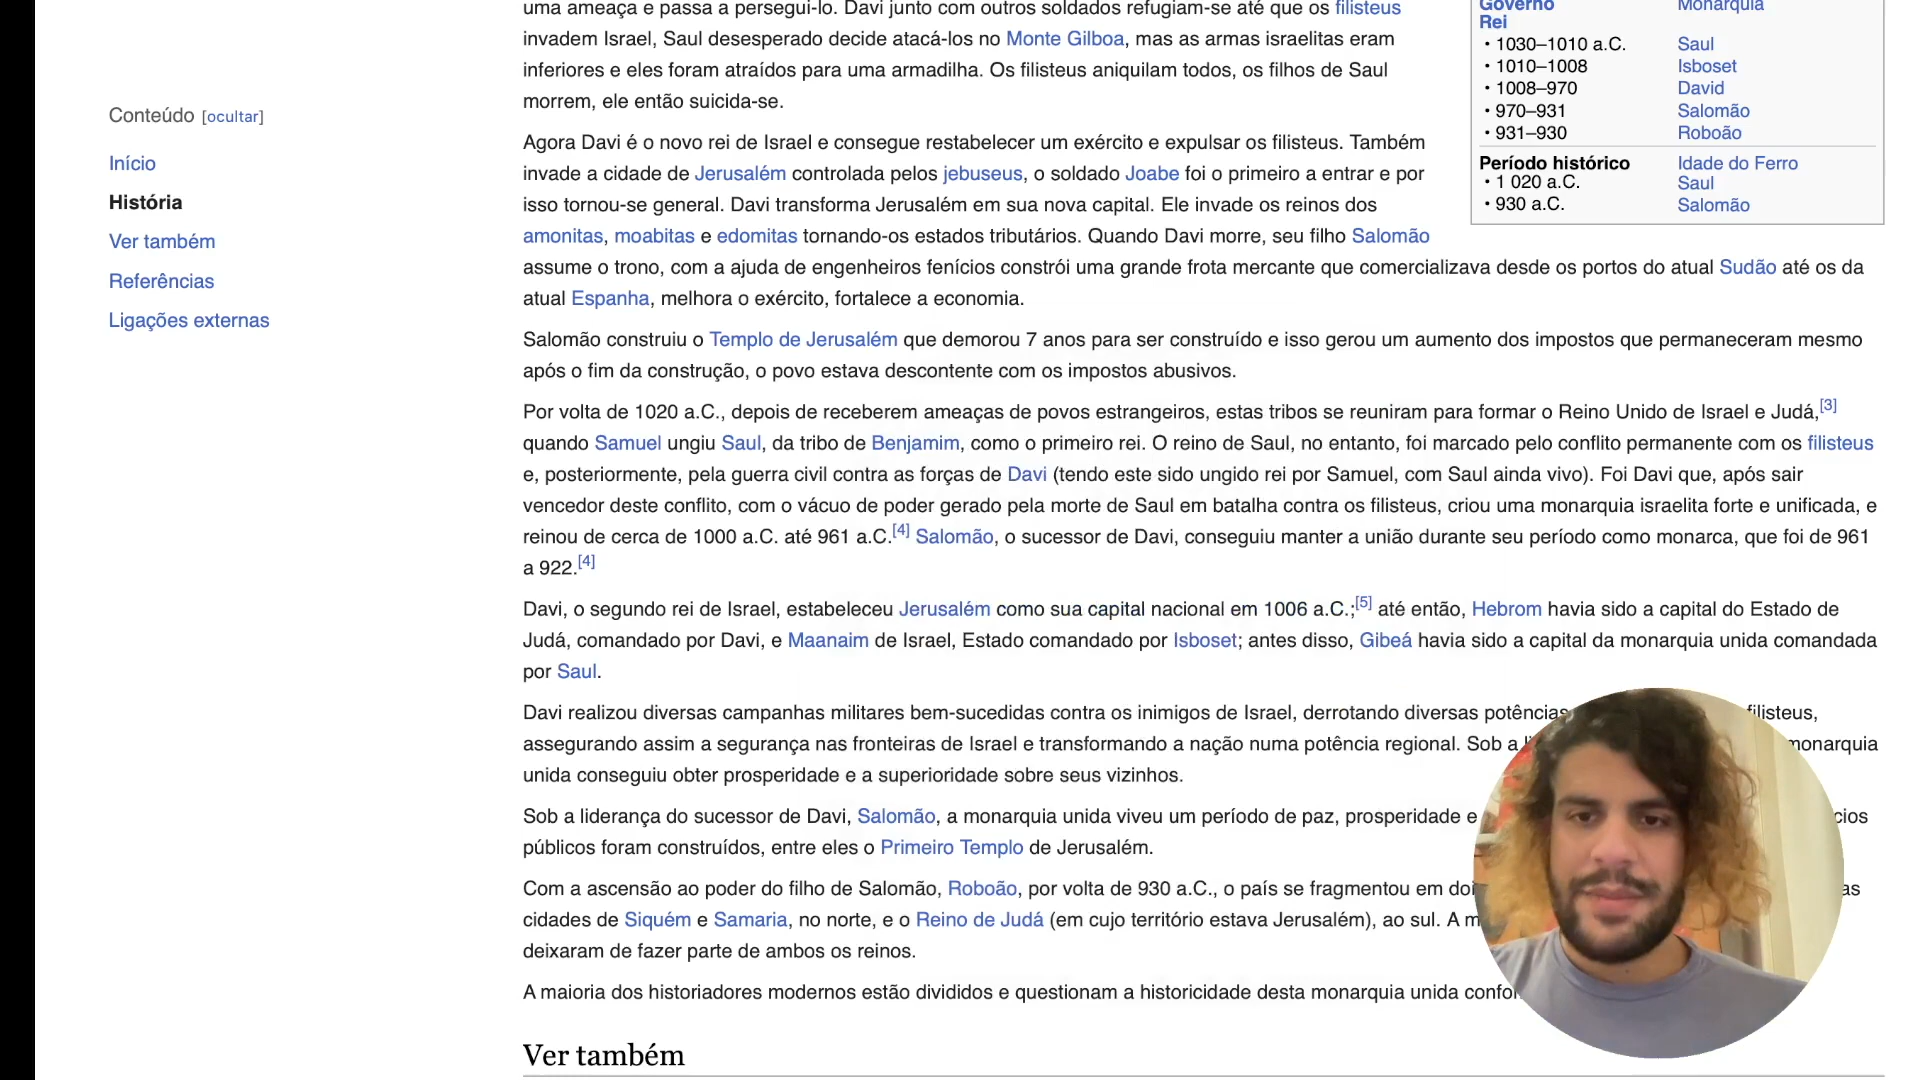 uma ameaça e passa a persegui-lo. Davi junto com outros soldados refugiam-se até que os filisteus
invadem Israel, Saul desesperado decide atacá-los no Monte Gilboa, mas as armas israelitas eram
inferiores e eles foram atraídos para uma armadilha. Os filisteus aniquilam todos, os filhos de Saul
morrem, ele então suicida-se.
Governo Monarquia
Rei
• 1030–1010 a.C. Saul
• 1010–1008 Isboset
• 1008–970 David
• 970–931 Salomão
• 931–930 Roboão
Período histórico Idade do Ferro
• 1 020 a.C. Saul
• 930 a.C. Salomão
Conteúdo [ocultar]
Início
História
Ver também
Referências
Ligações externas
Agora Davi é o novo rei de Israel e consegue restabelecer um exército e expulsar os filisteus. Também
invade a cidade de Jerusalém controlada pelos jebuseus, o soldado Joabe foi o primeiro a entrar e por
isso tornou-se general. Davi transforma Jerusalém em sua nova capital. Ele invade os reinos dos
amonitas, moabitas e edomitas tornando-os estados tributários. Quando Davi morre, seu filho Salomão
assume o trono, com a ajuda de engenheiros fenícios constrói uma grande frota mercante que comercializava desde os portos do atual Sudão até os da
atual Espanha, melhora o exército, fortalece a economia.
Salomão construiu o Templo de Jerusalém que demorou 7 anos para ser construído e isso gerou um aumento dos impostos que permaneceram mesmo
após o fim da construção, o povo estava descontente com os impostos abusivos.
Por volta de 1020 a.C., depois de receberem ameaças de povos estrangeiros, estas tribos se reuniram para formar o Reino Unido de Israel e Judá,[3]
quando Samuel ungiu Saul, da tribo de Benjamim, como o primeiro rei. O reino de Saul, no entanto, foi marcado pelo conflito permanente com os filisteus
e, posteriormente, pela guerra civil contra as forças de Davi (tendo este sido ungido rei por Samuel, com Saul ainda vivo). Foi Davi que, após sair
vencedor deste conflito, com o vácuo de poder gerado pela morte de Saul em batalha contra os filisteus, criou uma monarquia israelita forte e unificada, e
reinou de cerca de 1000 a.C. até 961 a.C.[4] Salomão, o sucessor de Davi, conseguiu manter a união durante seu período como monarca, que foi de 961
a 922.[4]
Davi, o segundo rei de Israel, estabeleceu Jerusalém como sua capital nacional em 1006 a.C.;[5] até então, Hebrom havia sido a capital do Estado de
Judá, comandado por Davi, e Maanaim de Israel, Estado comandado por Isboset; antes disso, Gibeá havia sido a capital da monarquia unida comandada
por Saul.
Davi realizou diversas campanhas militares bem-sucedidas contra os inimigos de Israel, derrotando diversas potências filisteus,
assegurando assim a segurança nas fronteiras de Israel e transformando a nação numa potência regional. Sob a monarquia
unida conseguiu obter prosperidade e a superioridade sobre seus vizinhos.
Sob a liderança do sucessor de Davi, Salomão, a monarquia unida viveu um período de paz, prosperidade e
públicos foram construídos, entre eles o Primeiro Templo de Jerusalém.
Com a ascensão ao poder do filho de Salomão, Roboão, por volta de 930 a.C., o país se fragmentou em
cidades de Siquém e Samaria, no norte, e o Reino de Judá (em cujo território estava Jerusalém), ao sul. A
deixaram de fazer parte de ambos os reinos.
A maioria dos historiadores modernos estão divididos e questionam a historicidade desta monarquia unida
Ver também